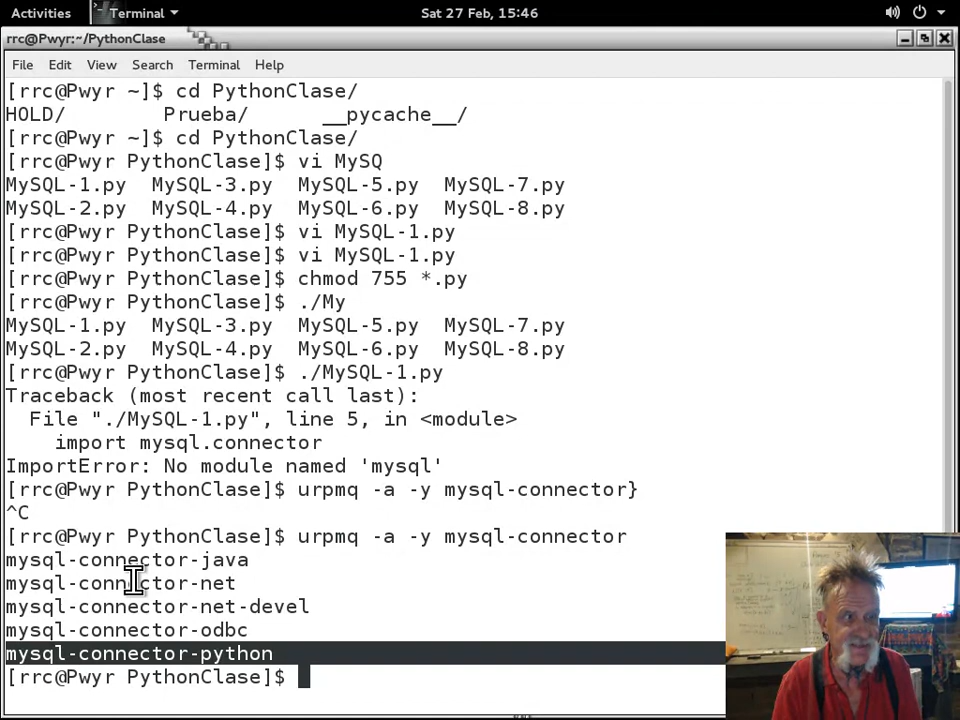 Activities Terminal Sat 27 Feb, 15:46
rrc@Pwyr:~/PythonClase
File Edit View Search Terminal Help
[rrc@Pwyr ~]$ cd PythonClase/
HOLD/ Prueba/ __pycache__/
[rrc@Pwyr ~]$ cd PythonClase/
[rrc@Pwyr PythonClase]$ vi MySQ
MySQL-1.py MySQL-3.py MySQL-5.py MySQL-7.py
MySQL-2.py MySQL-4.py MySQL-6.py MySQL-8.py
[rrc@Pwyr PythonClase]$ vi MySQL-1.py
[rrc@Pwyr PythonClase]$ vi MySQL-1.py
[rrc@Pwyr PythonClase]$ chmod 755 *.py
[rrc@Pwyr PythonClase]$ ./My
MySQL-1.py MySQL-3.py MySQL-5.py MySQL-7.py
MySQL-2.py MySQL-4.py MySQL-6.py MySQL-8.py
[rrc@Pwyr PythonClase]$ ./MySQL-1.py
Traceback (most recent call last):
File "./MySQL-1.py", line 5, in <module>
import mysql.connector
ImportError: No module named 'mysql'
[rrc@Pwyr PythonClase]$ urpmq -a -y mysql-connector}
^C
[rrc@Pwyr PythonClase]$ urpmq -a -y mysql-connector
mysql-connector-java
mysql-connector-net
mysql-connector-net-devel
mysql-connector-odbc
mysql-connector-python
[rrc@Pwyr PythonClase]$